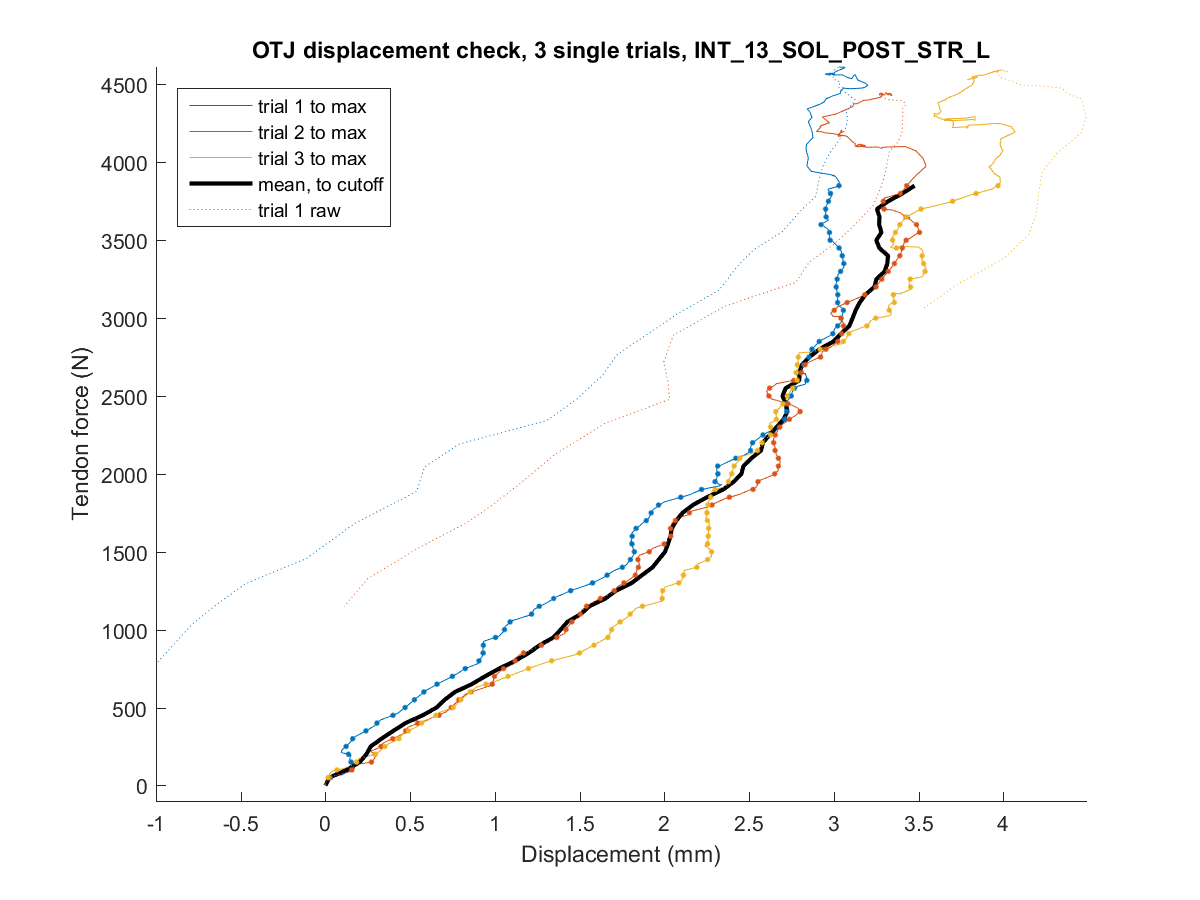 OTJ displacement check, 3 single trials, INT_13_SOL_POST_STR_L
trial 1 to max
trial 2 to max
trial 3 to max
mean, to cutoff
trial 1 raw
Tendon force (N)
4500
4000
3500
3000
2500
2000
1500
1000
500
0
-1 -0.5 0 0.5 1 1.5 2 2.5 3 3.5 4
Displacement (mm)